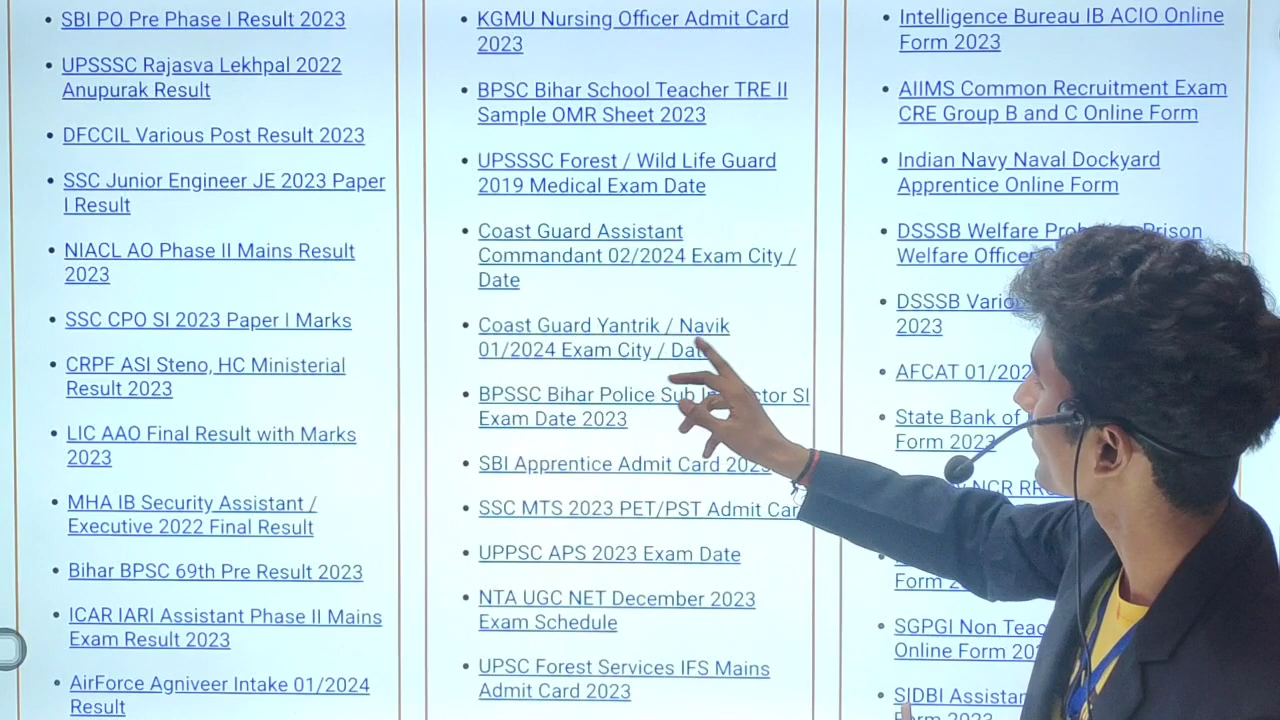 SBI PO Pre Phase I Result 2023
UPSSSC Rajasva Lekhpal 2022
Anupurak Result
DFCCIL Various Post Result 2023
SSC Junior Engineer JE 2023 Paper
I Result
NIACL AO Phase II Mains Result
2023
SSC CPO SI 2023 Paper I Marks
CRPF ASI Steno, HC Ministerial
Result 2023
LIC AAO Final Result with Marks
2023
MHA IB Security Assistant /
Executive 2022 Final Result
Bihar BPSC 69th Pre Result 2023
ICAR IARI Assistant Phase II Mains
Exam Result 2023
AirForce Agniveer Intake 01/2024
Result
KGMU Nursing Officer Admit Card
2023
BPSC Bihar School Teacher TRE II
Sample OMR Sheet 2023
UPSSSC Forest / Wild Life Guard
2019 Medical Exam Date
Coast Guard Assistant
Commandant 02/2024 Exam City /
Date
Coast Guard Yantrik / Navik
01/2024 Exam City / Date
BPSSC Bihar Police Sub SI
Exam Date 2023
SBI Apprentice Admit Card 2023
SSC MTS 2023 PET/PST Admit
UPPSC APS 2023 Exam Date
NTA UGC NET December 2023
Exam Schedule
UPSC Forest Services IFS Mains
Admit Card 2023
Intelligence Bureau IB ACIO Online
Form 2023
AIIMS Common Recruitment Exam
CRE Group B and C Online Form
Indian Navy Naval Dockyard
Apprentice Online Form
DSSSB Welfare Prison
Welfare Officer
DSSSB
2023
AFCAT
State Bank of
Form 2023
NCR
Form
SGPGI Non
Online Form
SIDBI
Form 2023